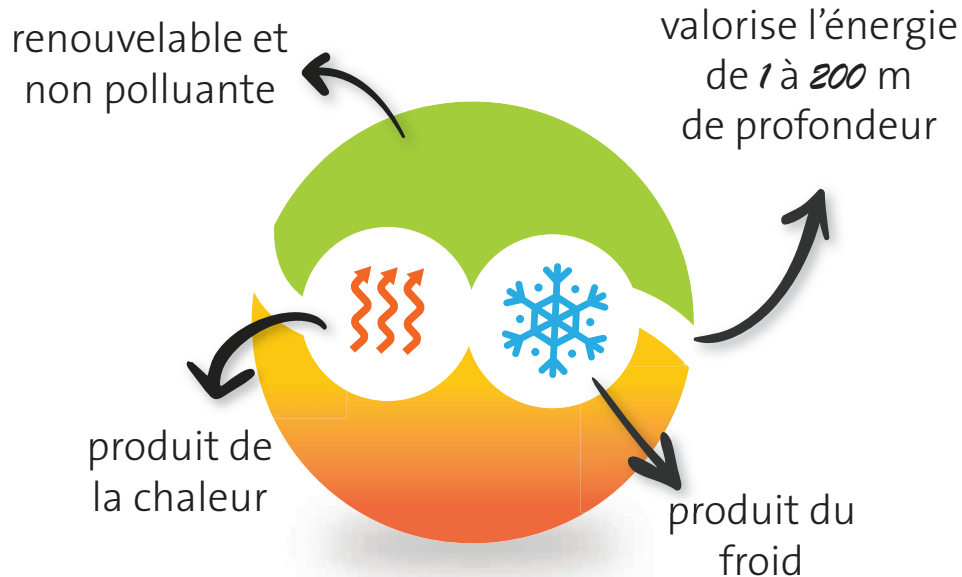 renouvelable et
non polluante
valorise l’énergie
de 1 à 200 m
de profondeur
produit de
la chaleur
produit du
froid